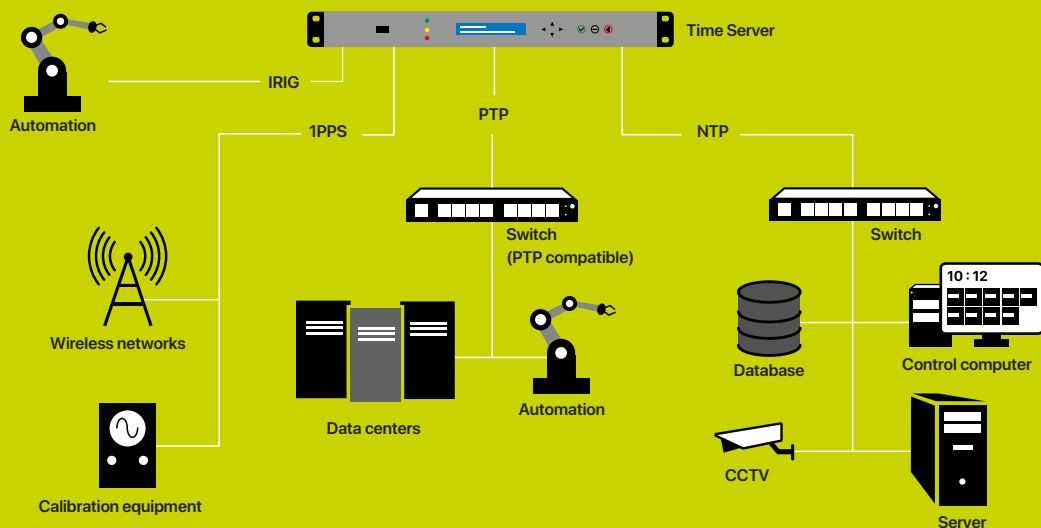 Time Server
IRIG
Automation
1PPS
PTP
NTP
Switch
(PTP compatible)
Switch
10:12
Wireless networks
Database
Control computer
Data centers
Automation
CCTV
Calibration equipment
Server